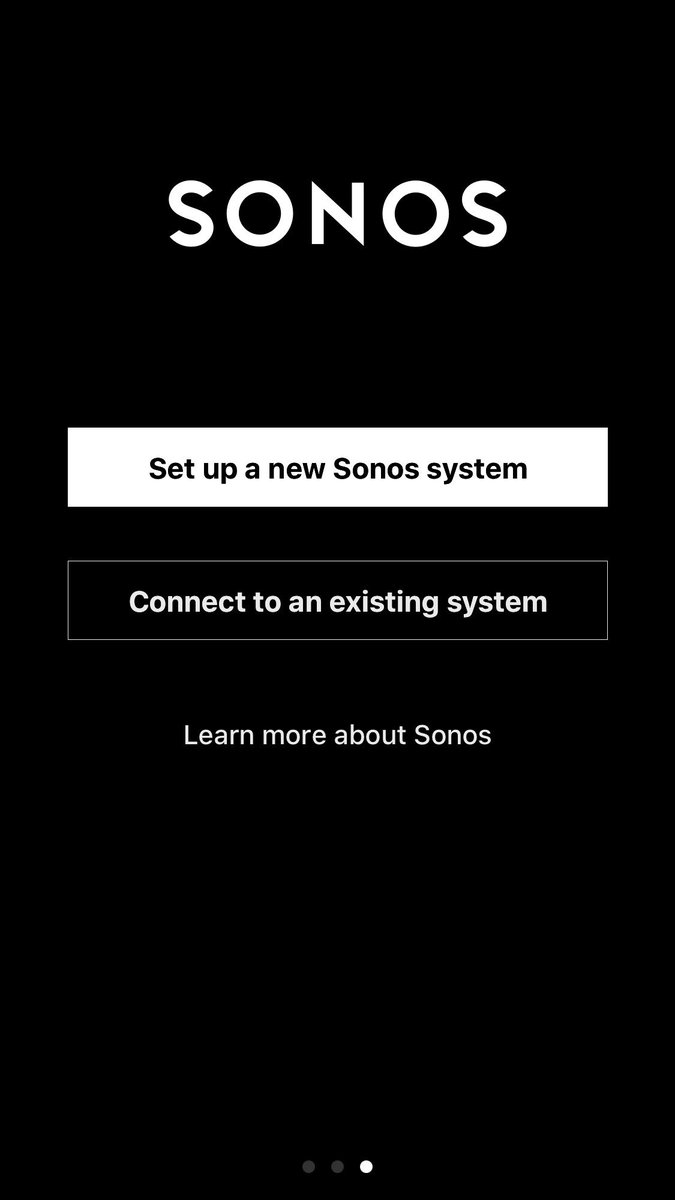 SONOS
Set up a new Sonos system
Connect to an existing system
Learn more about Sonos